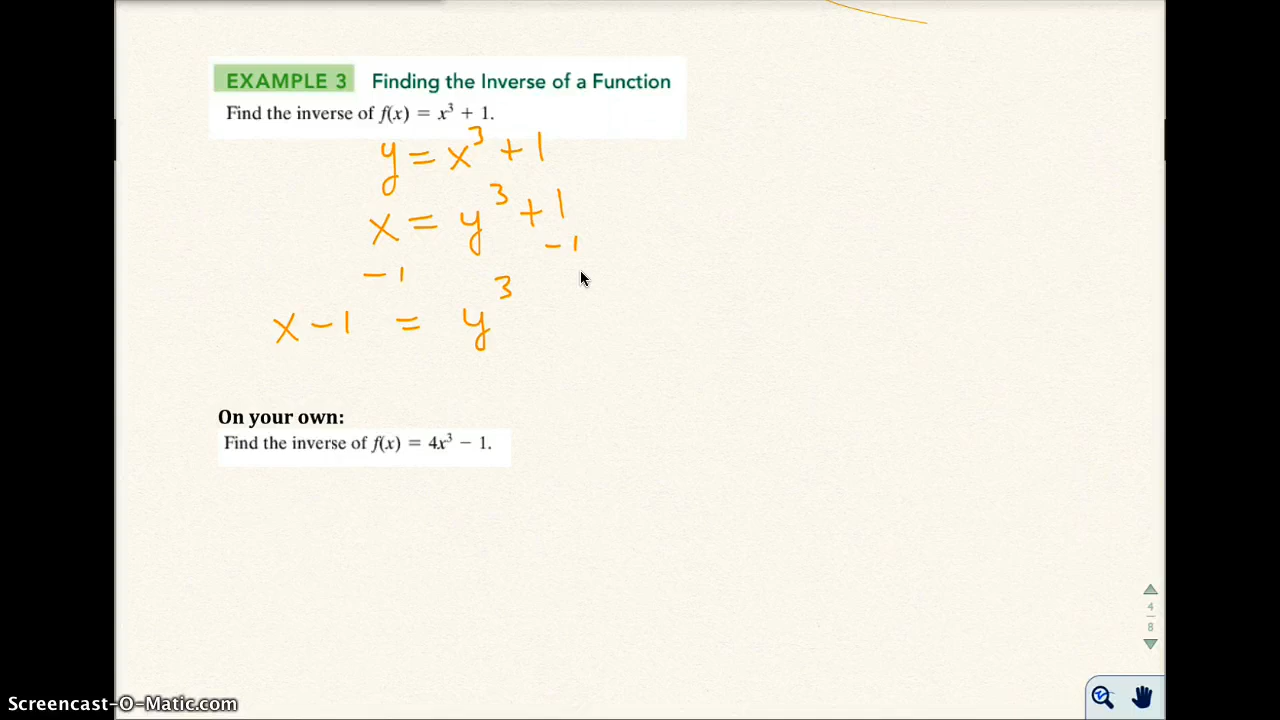 EXAMPLE 3 Finding the Inverse of a Function
Find the inverse of f(x) = x³ + 1.
y = x³ + 1
x = y³ + 1
-1 
-1
x - 1 = y³
On your own:
Find the inverse of f(x) = 4x³ − 1.
4
8
Screencast-O-Matic.com